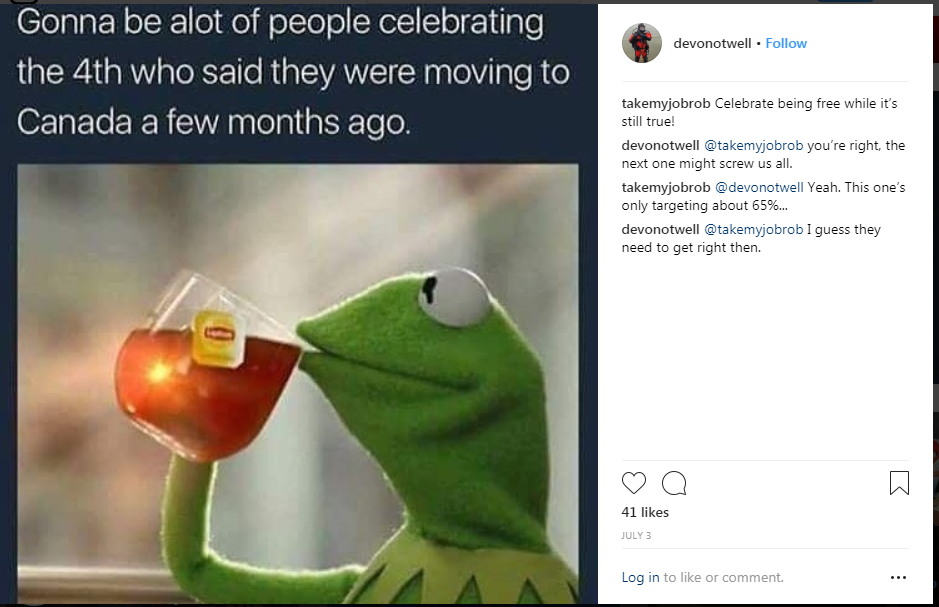 Gonna be alot of people celebrating
the 4th who said they were moving to
Canada a few months ago.
Lipton
devonotwell • Follow
takemyjobrob Celebrate being free while it's
still true!
devonotwell @takemyjobrob you're right, the
next one might screw us all.
takemyjobrob @devonotwell Yeah. This one's
only targeting about 65%...
devonotwell @takemyjobrob I guess they
need to get right then.
41 likes
JULY 3
Log in to like or comment.